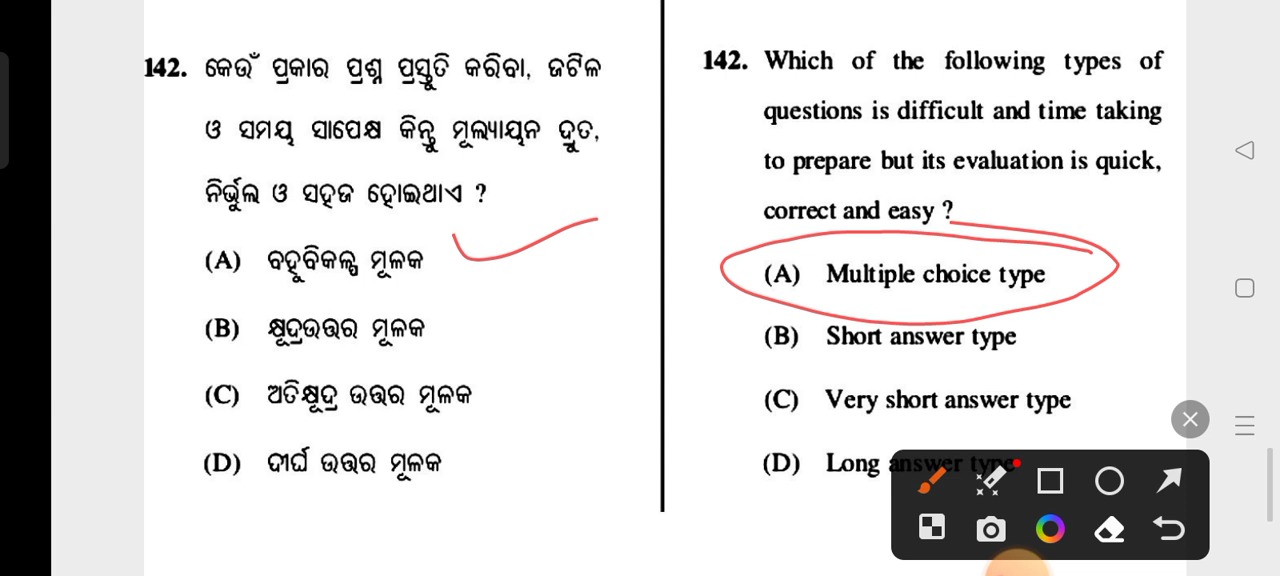 142. କେଉଁ ପ୍ରକାର ପ୍ରଶ୍ନ ପ୍ରସ୍ତୁତି କରିବା, ଜଟିଳ
ଓ ସମୟ ସାପେକ୍ଷ କିନ୍ତୁ ମୂଲ୍ୟାୟନ ଦ୍ରୁତ,
ନିର୍ଭୁଲ ଓ ସହଜ ହୋଇଥାଏ ?
(A) ବହୁବିକଳ୍ପ ମୂଳକ
(B) କ୍ଷୁଦ୍ରଉତ୍ତର ମୂଳକ
(C) ଅତିକ୍ଷୁଦ୍ର ଉତ୍ତର ମୂଳକ
(D) ଦୀର୍ଘ ଉତ୍ତର ମୂଳକ
142. Which of the following types of
questions is difficult and time taking
to prepare but its evaluation is quick,
correct and easy ?
(A) Multiple choice type
(B) Short answer type
(C) Very short answer type
(D) Long answer type